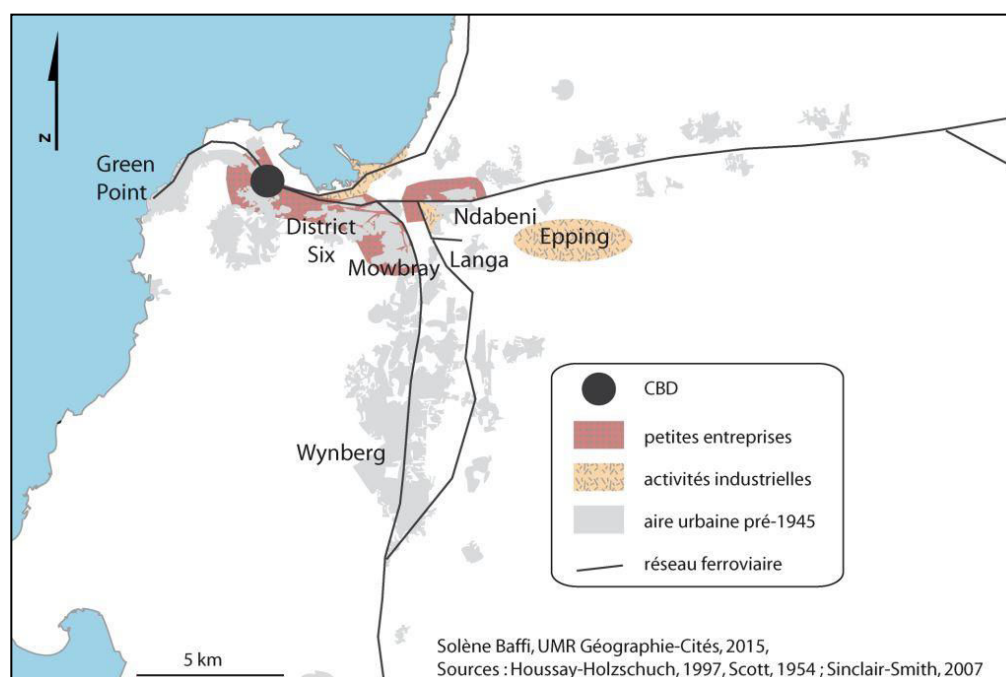 N
Green
Point
District
Six
Mowbray
Ndabeni
Langa
Epping
Wynberg
CBD
petites entreprises
activités industrielles
aire urbaine pré-1945
réseau ferroviaire
5 km
Solène Baffi, UMR Géographie-Cités, 2015,
Sources : Houssay-Holzschuch, 1997, Scott, 1954 ; Sinclair-Smith, 2007